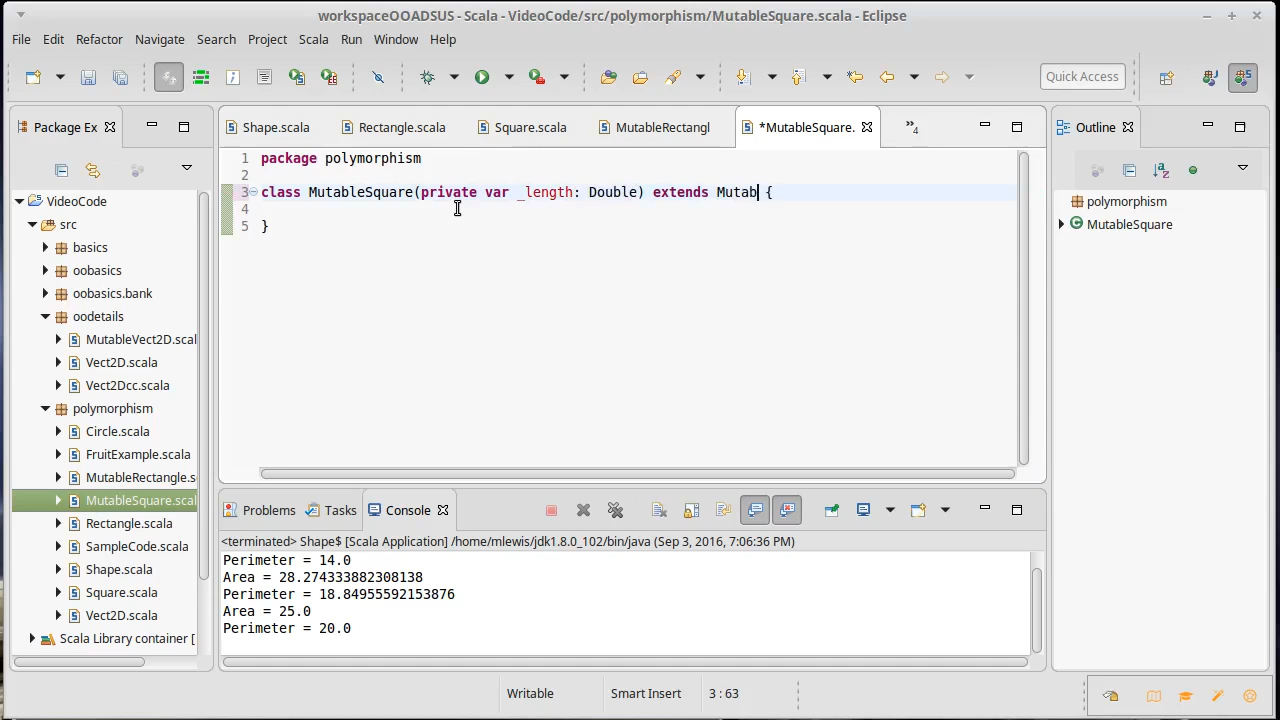 workspaceOOADSUS - Scala - VideoCode/src/polymorphism/MutableSquare.scala - Eclipse
File Edit Refactor Navigate Search Project Scala Run Window Help
Quick Access
Package Ex
Shape.scala Rectangle.scala Square.scala MutableRectangl *MutableSquare. »4
Outline
1 package polymorphism
2
3 class MutableSquare(private var _length: Double) extends Mutab {
4
5 }
VideoCode
src
basics
oobasics
oobasics.bank
oodetails
MutableVect2D.scal
Vect2D.scala
Vect2Dcc.scala
polymorphism
Circle.scala
FruitExample.scala
MutableRectangle.s
MutableSquare.scal
Rectangle.scala
SampleCode.scala
Shape.scala
Square.scala
Vect2D.scala
Scala Library container [
polymorphism
MutableSquare
Problems Tasks Console
<terminated> Shape$ [Scala Application] /home/mlewis/jdk1.8.0_102/bin/java (Sep 3, 2016, 7:06:36 PM)
Perimeter = 14.0
Area = 28.274333882308138
Perimeter = 18.84955592153876
Area = 25.0
Perimeter = 20.0
Writable Smart Insert 3 : 63